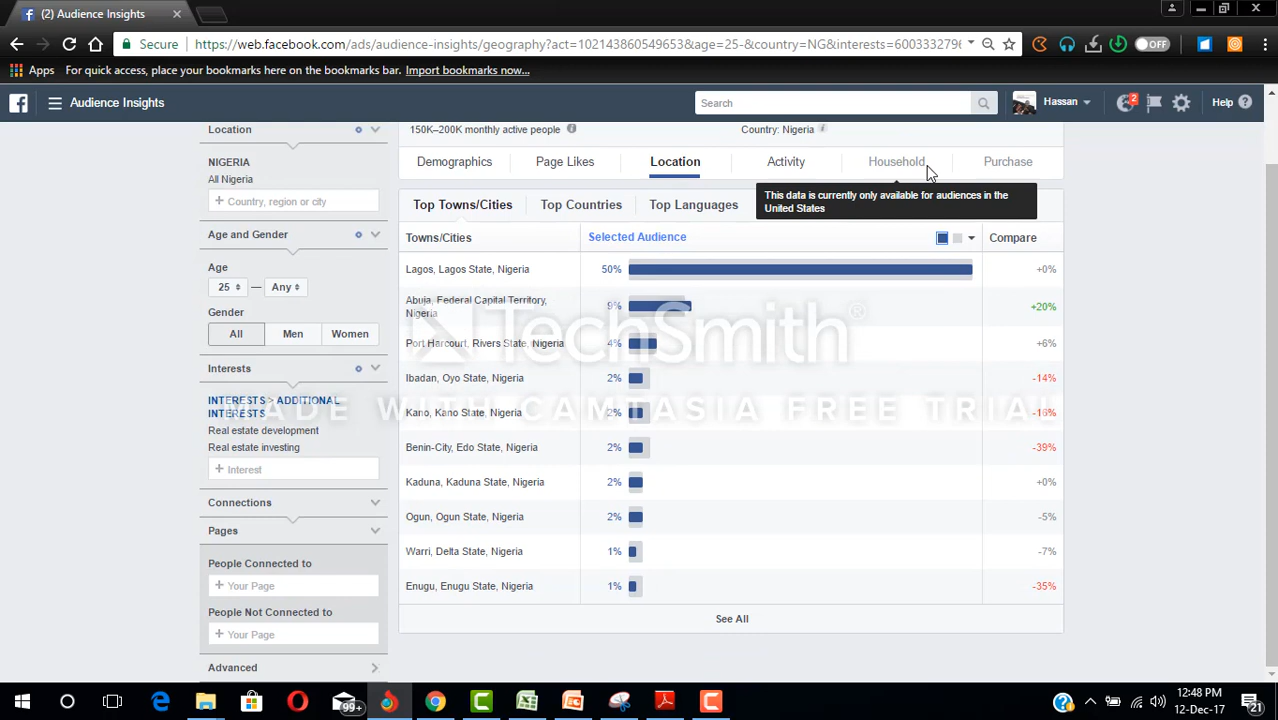 (2) Audience Insights
Secure
https://web.facebook.com/ads/audience-insights/geography?act=102143860549653&age=25-&country=NG&interests=600333279
OFF
Apps
For quick access, place your bookmarks here on the bookmarks bar. Import bookmarks now...
Audience Insights
Search
Hassan
2
Help
Location
150K–200K monthly active people
Country: Nigeria
NIGERIA
All Nigeria
+ Country, region or city
Demographics
Page Likes
Location
Activity
Household
Purchase
This data is currently only available for audiences in the
United States
Top Towns/Cities
Top Countries
Top Languages
Age and Gender
Age
25 — Any
Gender
All Men Women
Interests
INTERESTS > ADDITIONAL
INTERESTS
Real estate development
Real estate investing
+ Interest
Connections
Pages
People Connected to
+ Your Page
People Not Connected to
+ Your Page
Advanced
Towns/Cities
Selected Audience
Compare
Lagos, Lagos State, Nigeria 50% +0%
Abuja, Federal Capital Territory,
Nigeria 9% +20%
Port Harcourt, Rivers State, Nigeria 4% +6%
Ibadan, Oyo State, Nigeria 2% -14%
Kano, Kano State, Nigeria 2% -16%
Benin-City, Edo State, Nigeria 2% -39%
Kaduna, Kaduna State, Nigeria 2% +0%
Ogun, Ogun State, Nigeria 2% -5%
Warri, Delta State, Nigeria 1% -7%
Enugu, Enugu State, Nigeria 1% -35%
See All
TechSmith®
MADE WITH CAMTASIA FREE TRIAL
99+
12:48 PM
12-Dec-17
21